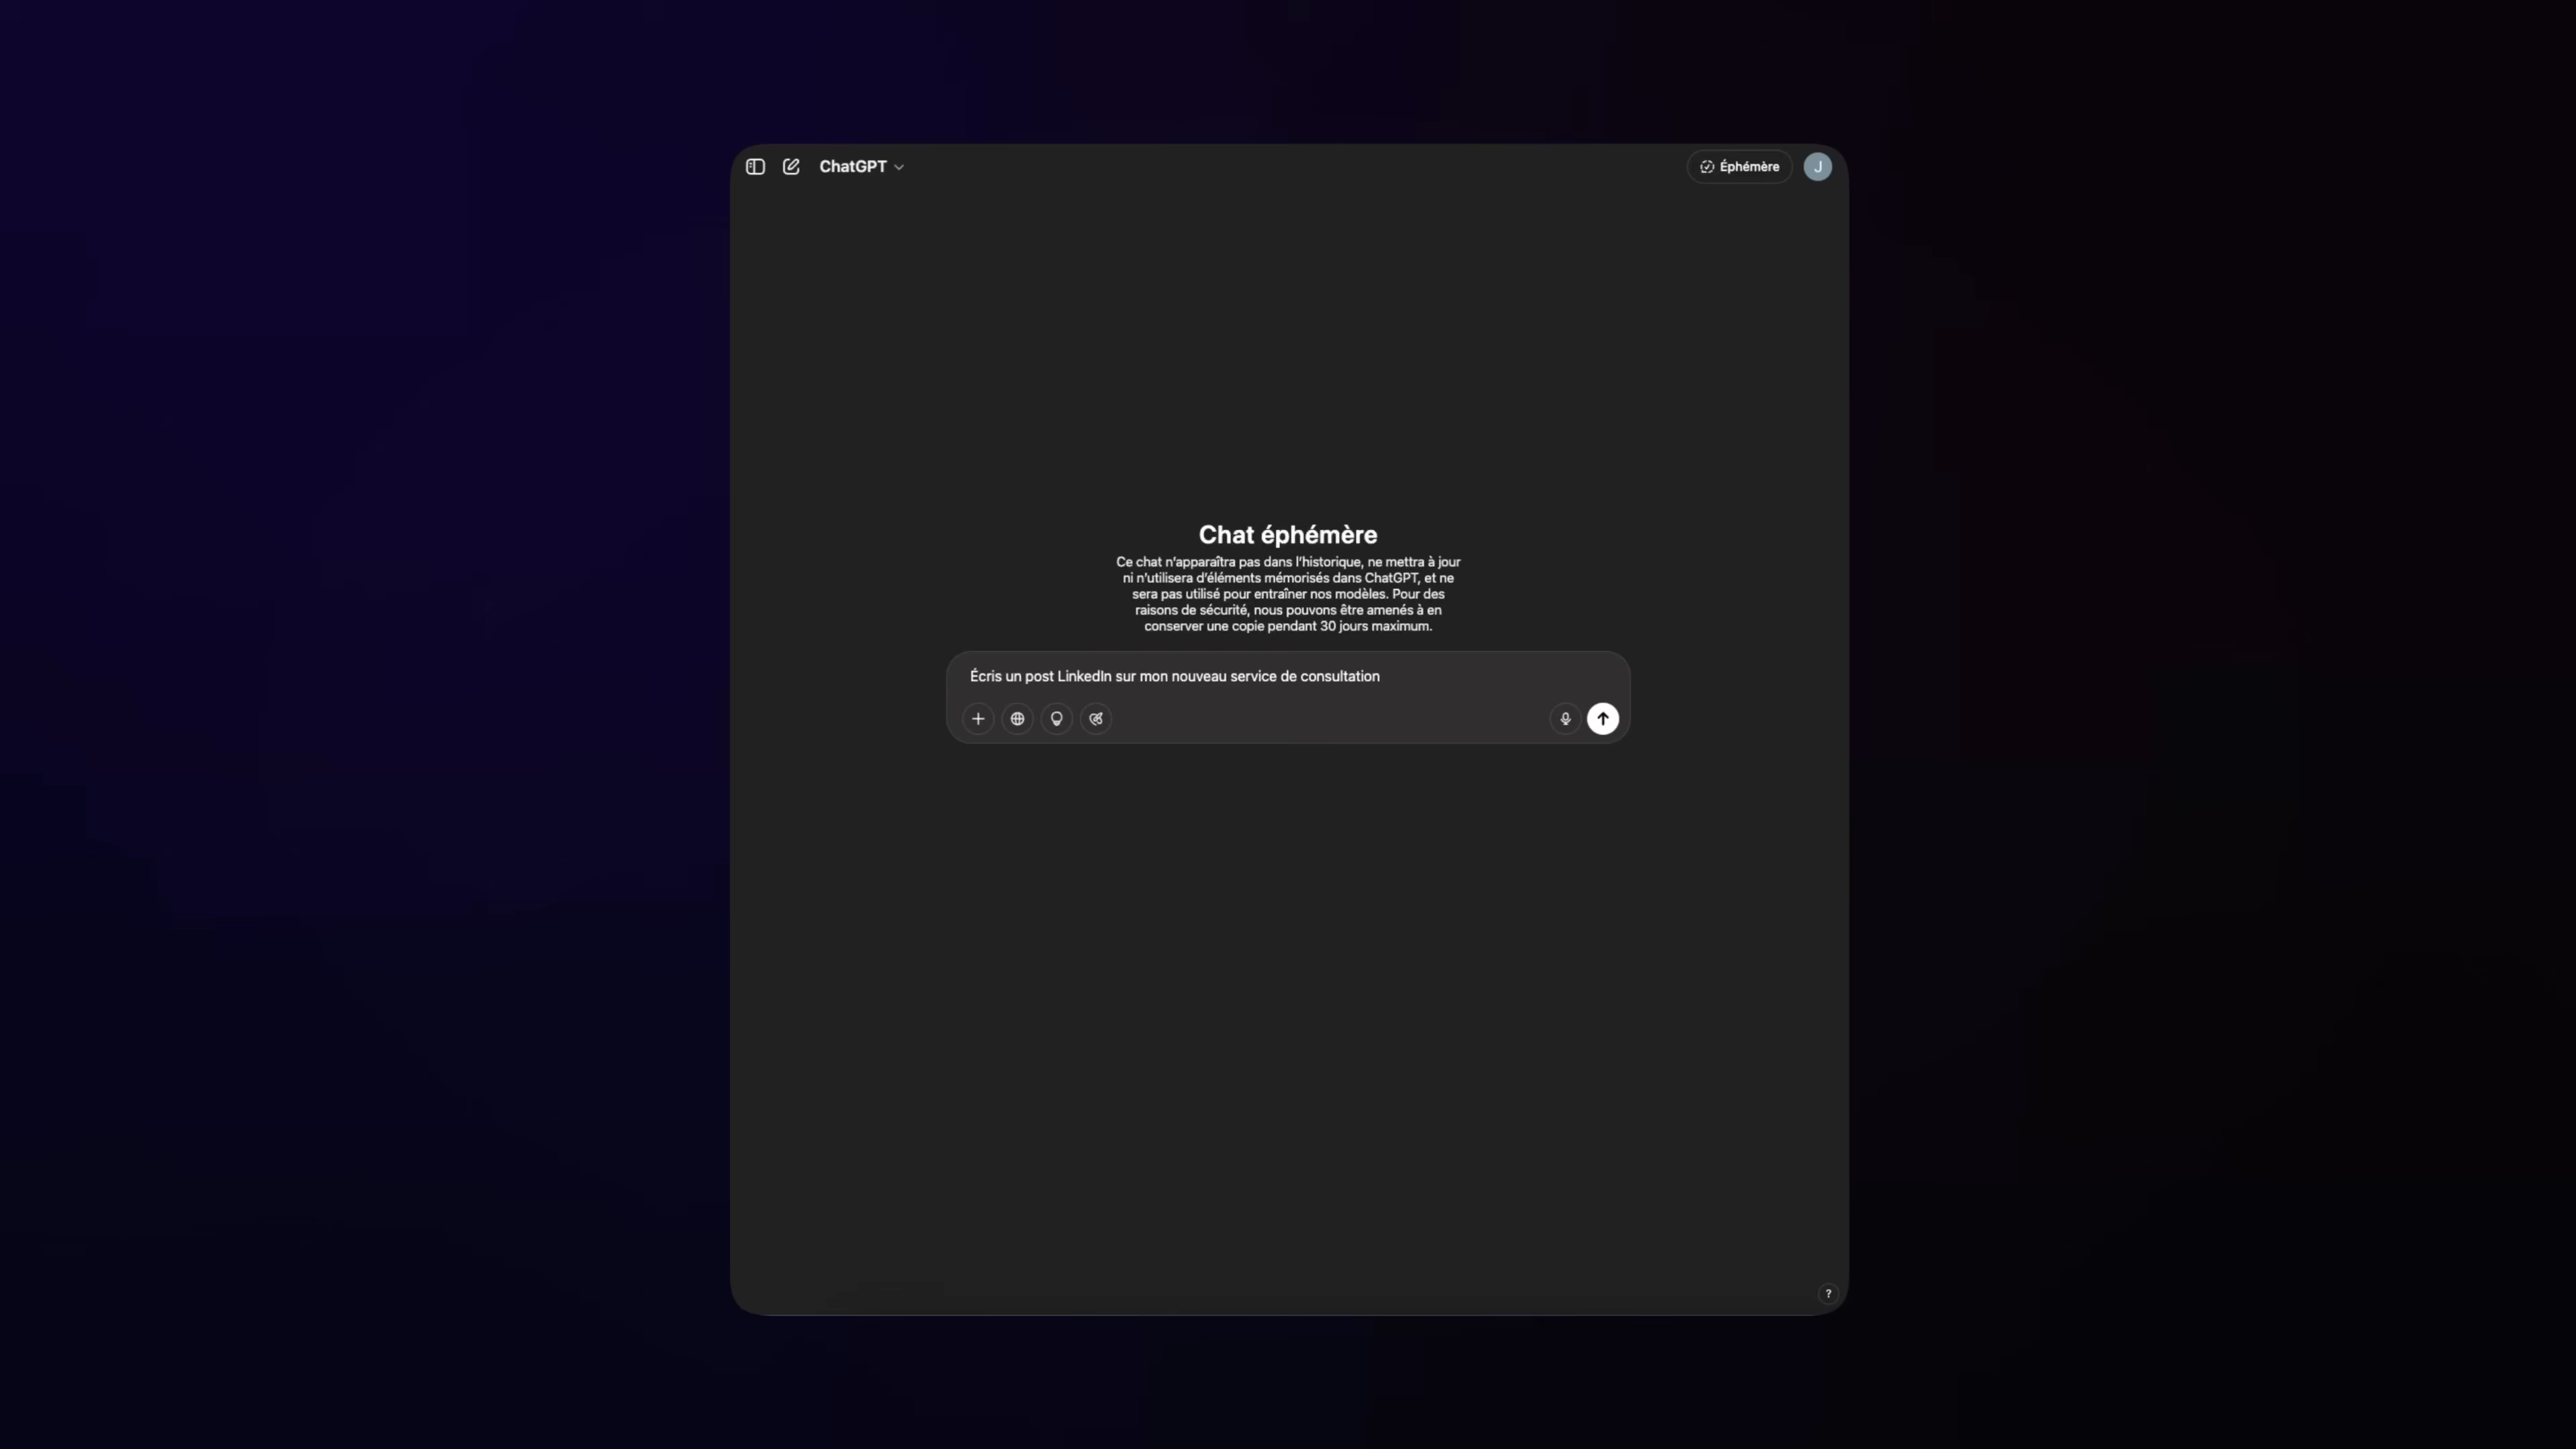 ChatGPT
Éphémère
J
Chat éphémère
Ce chat n’apparaîtra pas dans l’historique, ne mettra à jour
ni n’utilisera d’éléments mémorisés dans ChatGPT, et ne
sera pas utilisé pour entraîner nos modèles. Pour des
raisons de sécurité, nous pouvons être amenés à en
conserver une copie pendant 30 jours maximum.
Écris un post LinkedIn sur mon nouveau service de consultation
?